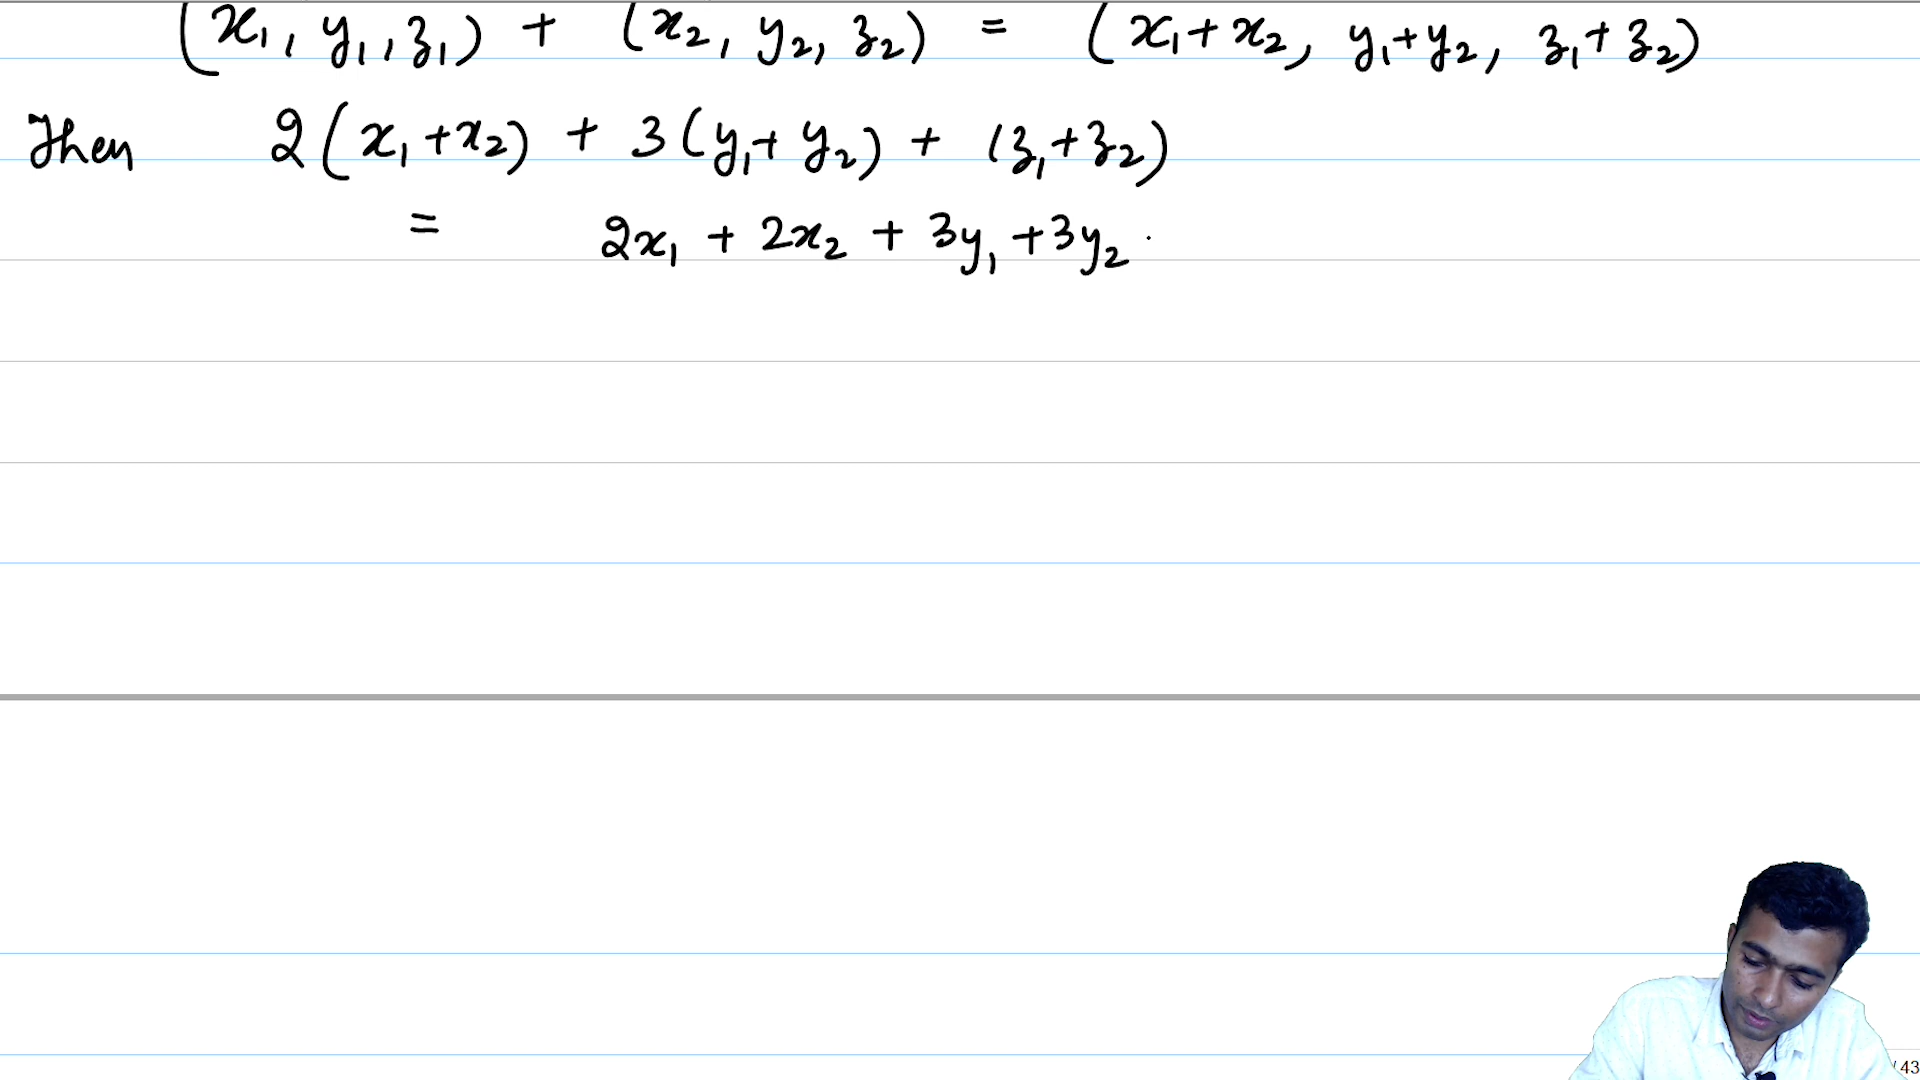 (x₁, y₁, z₁) + (x₂, y₂, z₂) = (x₁+x₂, y₁+y₂, z₁+z₂)
Then 2(x₁+x₂) + 3(y₁+y₂) + (z₁+z₂)
= 2x₁ + 2x₂ + 3y₁ +3y₂
/ 43